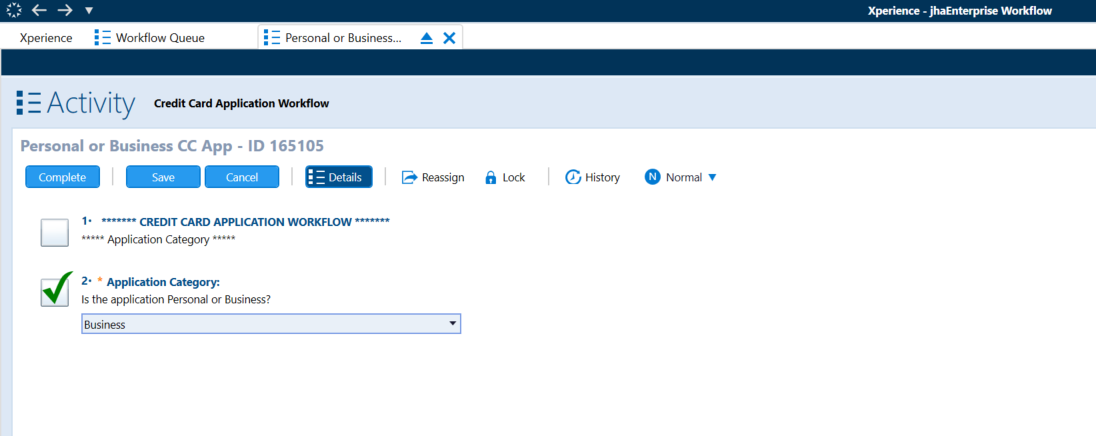 Xperience - jhaEnterprise Workflow
Xperience Workflow Queue Personal or Business...
Activity Credit Card Application Workflow
Personal or Business CC App - ID 165105
Complete Save Cancel Details Reassign Lock History N Normal
1· ******* CREDIT CARD APPLICATION WORKFLOW *******
***** Application Category *****
2· * Application Category:
Is the application Personal or Business?
Business